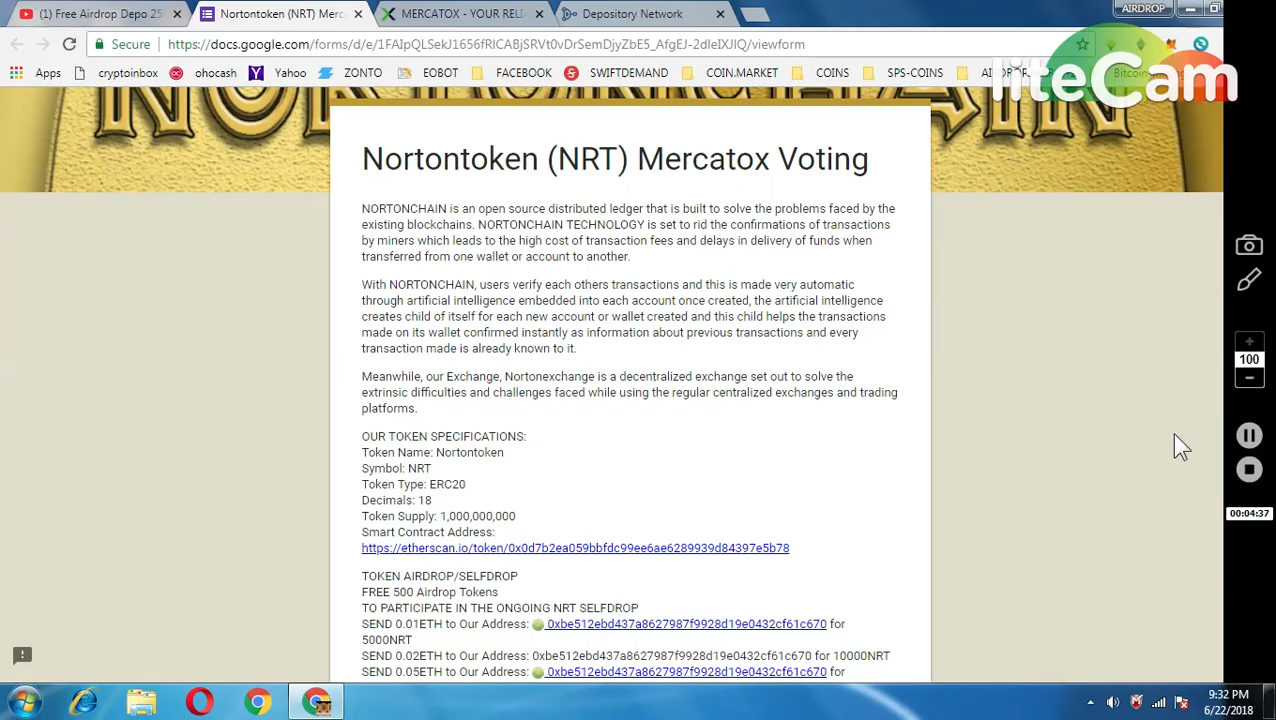 (1) Free Airdrop Depo 25
Nortontoken (NRT) Merc
MERCATOX - YOUR RELI
Depository Network
AIRDROP
Secure
https://docs.google.com/forms/d/e/1FAIpQLSekJ1656fRlCABjSRVt0vDrSemDjyZbE5_AfgEJ-2dleIXJlQ/viewform
Apps
cryptoinbox
ohocash
Yahoo
ZONTO
EOBOT
FACEBOOK
SWIFTDEMAND
COIN.MARKET
COINS
GPS-COINS
liteCam
Nortontoken (NRT) Mercatox Voting
NORTONCHAIN is an open source distributed ledger that is built to solve the problems faced by the
existing blockchains. NORTONCHAIN TECHNOLOGY is set to rid the confirmations of transactions
by miners which leads to the high cost of transaction fees and delays in delivery of funds when
transferred from one wallet or account to another.
With NORTONCHAIN, users verify each others transactions and this is made very automatic
through artificial intelligence embedded into each account once created, the artificial intelligence
creates child of itself for each new account or wallet created and this child helps the transactions
made on its wallet confirmed instantly as information about previous transactions and every
transaction made is already known to it.
Meanwhile, our Exchange, Nortonexchange is a decentralized exchange set out to solve the
extrinsic difficulties and challenges faced while using the regular centralized exchanges and trading
platforms.
OUR TOKEN SPECIFICATIONS:
Token Name: Nortontoken
Symbol: NRT
Token Type: ERC20
Decimals: 18
Token Supply: 1,000,000,000
Smart Contract Address:
https://etherscan.io/token/0x0d7b2ea059bbfdc99ee6ae6289939d84397e5b78
TOKEN AIRDROP/SELFDROP
FREE 500 Airdrop Tokens
TO PARTICIPATE IN THE ONGOING NRT SELFDROP
SEND 0.01ETH to Our Address: 0xbe512ebd437a8627987f9928d19e0432cf61c670 for
5000NRT
SEND 0.02ETH to Our Address: 0xbe512ebd437a8627987f9928d19e0432cf61c670 for 10000NRT
SEND 0.05ETH to Our Address: 0xbe512ebd437a8627987f9928d19e0432cf61c670 for
100
00:04:37
9:32 PM
6/22/2018